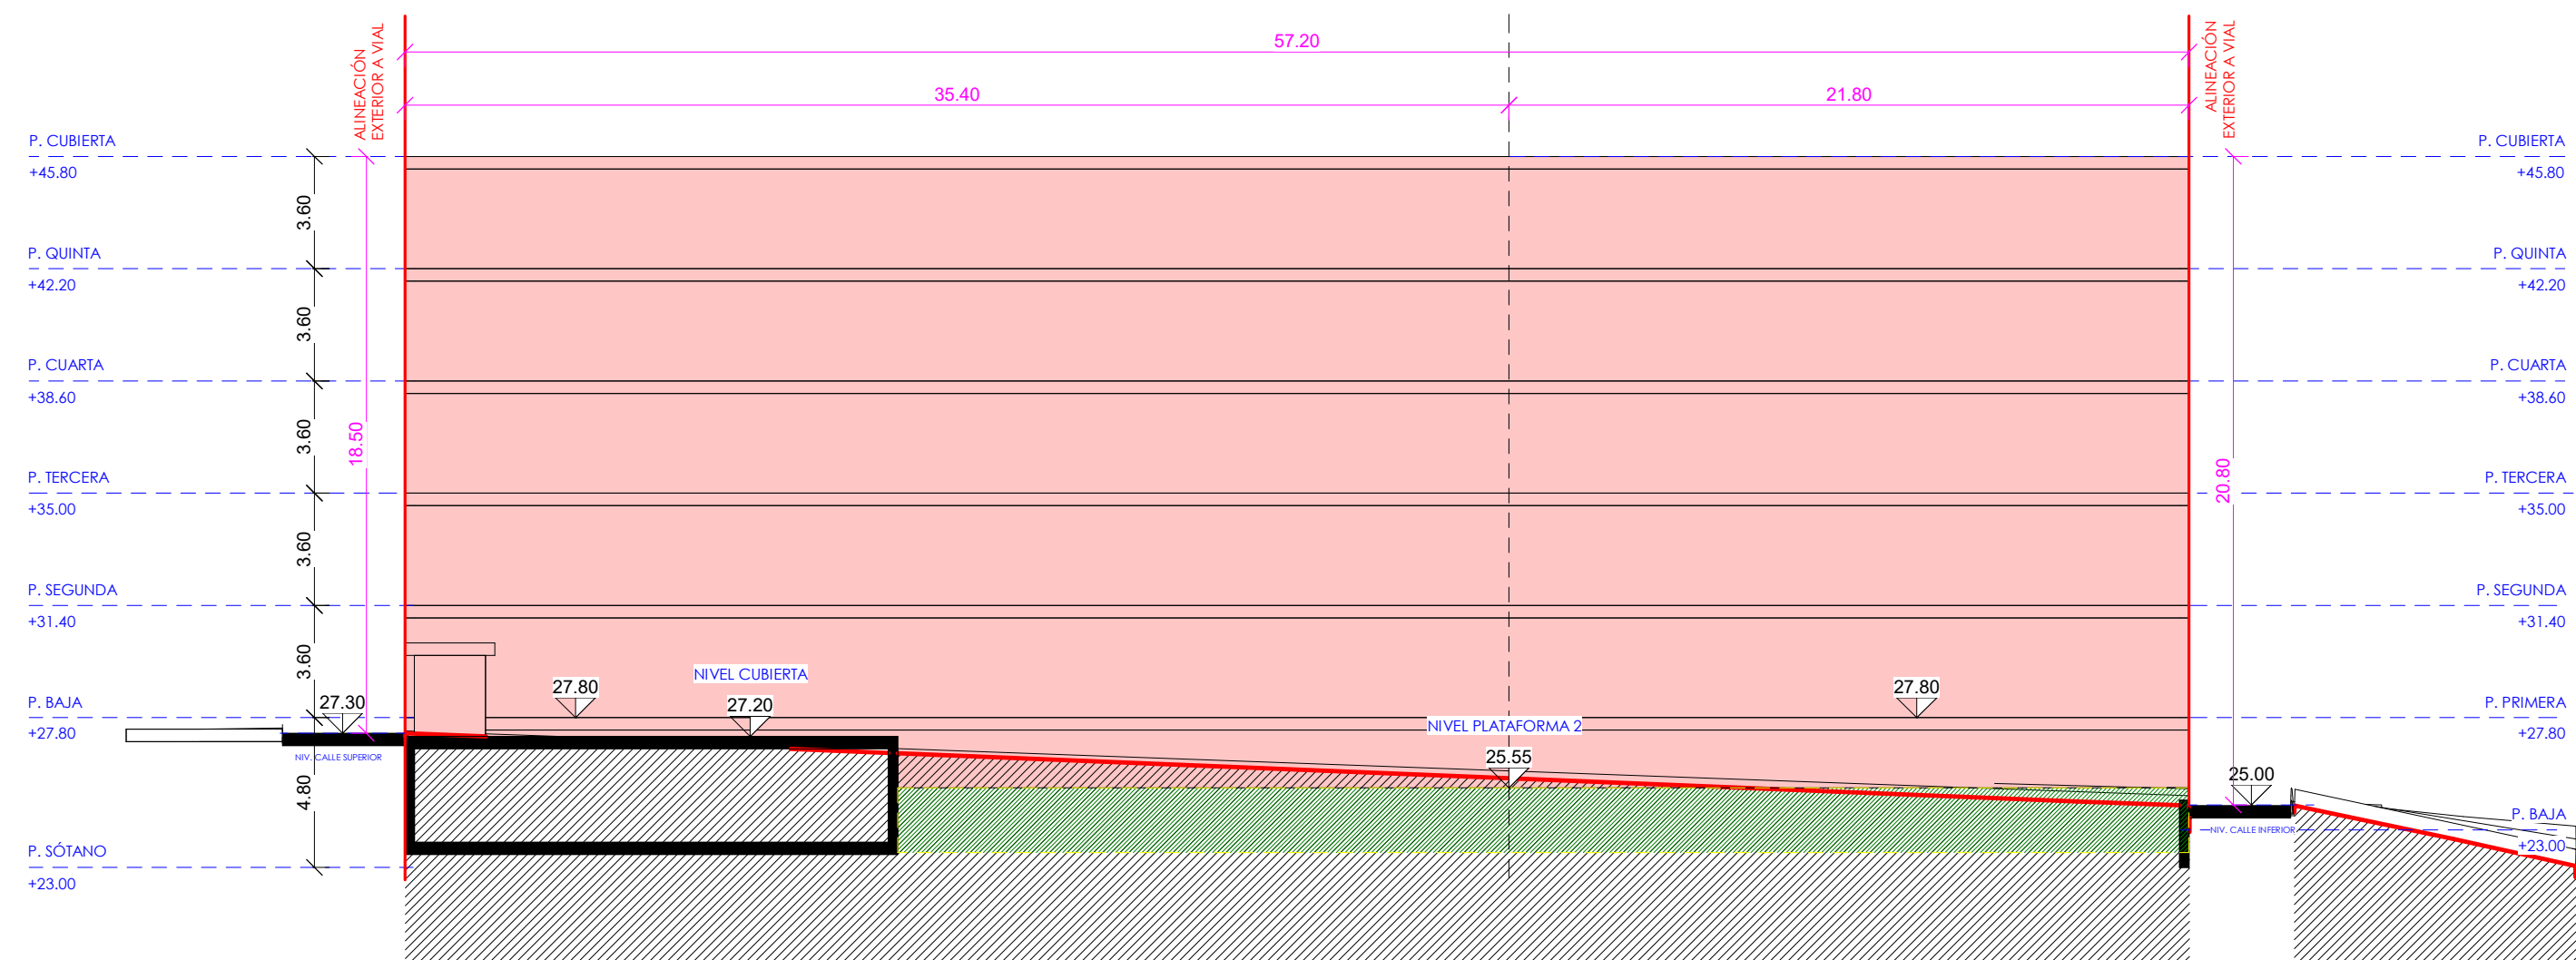 57.20
35.40
21.80
ALINEACIÓN
EXTERIOR A VIAL
ALINEACIÓN
EXTERIOR A VIAL
P. CUBIERTA
+45.80
P. CUBIERTA
+45.80
3.60
P. QUINTA
+42.20
P. QUINTA
+42.20
3.60
P. CUARTA
+38.60
P. CUARTA
+38.60
3.60
18.50
20.80
P. TERCERA
+35.00
P. TERCERA
+35.00
3.60
P. SEGUNDA
+31.40
P. SEGUNDA
+31.40
3.60
NIVEL CUBIERTA
27.80
27.20
27.80
P. BAJA
+27.80
27.30
NIV. CALLE SUPERIOR
P. PRIMERA
+27.80
NIVEL PLATAFORMA 2
25.55
25.00
4.80
NIV. CALLE INFERIOR
P. BAJA
+23.00
P. SÓTANO
+23.00